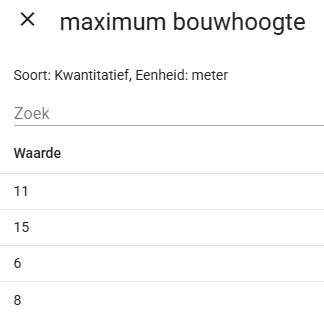 maximum bouwhoogte
Soort: Kwantitatief, Eenheid: meter
Zoek
Waarde
11
15
6
8